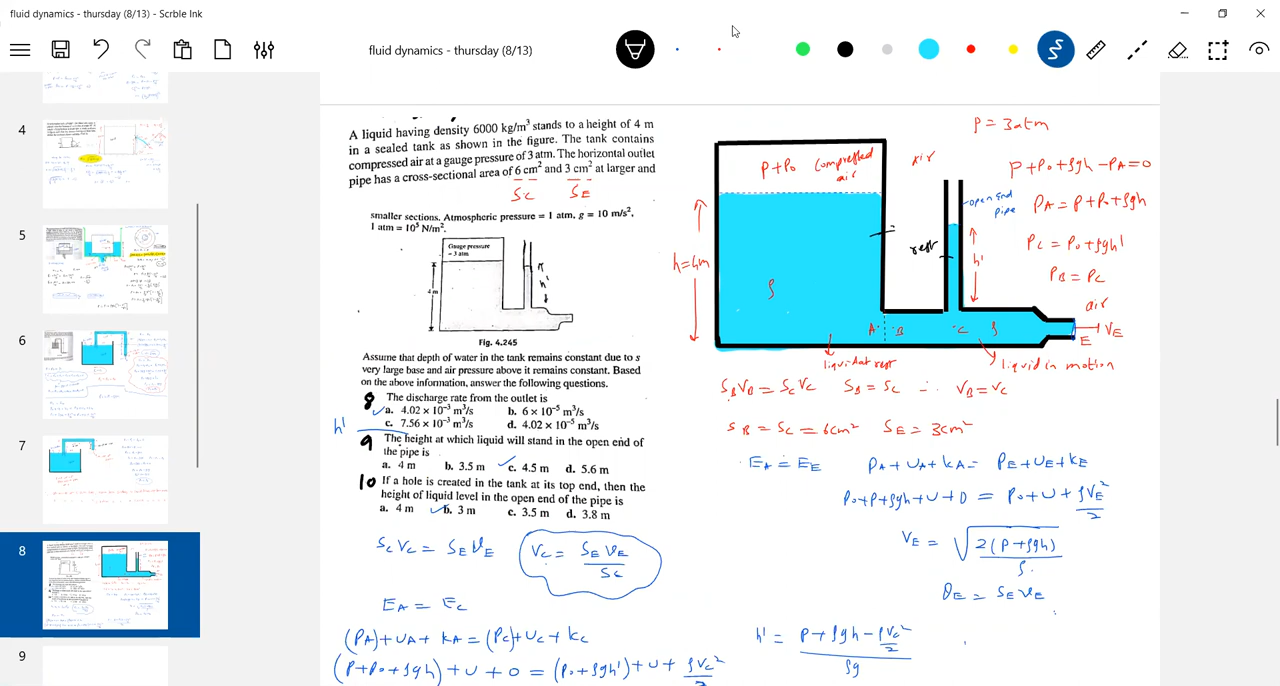 fluid dynamics - thursday (8/13) - Scrble Ink
fluid dynamics - thursday (8/13)
4
5
6
7
8
9
A liquid having density 6000 kg/m³ stands to a height of 4 m
in a sealed tank as shown in the figure. The tank contains
compressed air at a gauge pressure of 3 atm. The horizontal outlet
pipe has a cross-sectional area of 6 cm² and 3 cm² at larger and
Sc SE
smaller sections. Atmospheric pressure = 1 atm, g = 10 m/s²,
1 atm = 10⁵ N/m².
Gauge pressure
= 3 atm
4 m
h'
Fig. 4.245
Assume that depth of water in the tank remains constant due to s
very large base and air pressure above it remains constant. Based
on the above information, answer the following questions.
8 The discharge rate from the outlet is
a. 4.02 × 10⁻³ m³/s b. 6 × 10⁻⁵ m³/s
c. 7.56 × 10⁻³ m³/s d. 4.02 × 10⁻⁵ m³/s
h'
9 The height at which liquid will stand in the open end of
the pipe is
a. 4 m b. 3.5 m c. 4.5 m d. 5.6 m
10 If a hole is created in the tank at its top end, then the
height of liquid level in the open end of the pipe is
a. 4 m b. 3 m c. 3.5 m d. 3.8 m
ScVc = SEVE
Vc = SEVE/Sc
EA = Ec
(PA)+UA+KA = (Pc)+Uc+Kc
(P+P0+ρgh)+U+0 = (P0+ρgh')+U+ρVc²/2
P = 3atm
P+P0 (compressed
air
air
P+P0+ρgh-PA=0
open end
pipe
PA = P+P0+ρgh
rest
Pc = P0+ρgh'
h'
PB = Pc
h=4m
ρ
air
A B C ρ
E VE
liquid at rest
liquid in motion
SBVB = ScVc SB = Sc ∴ VB = Vc
SB = Sc = 6cm² SE = 3cm²
EA = EE PA+UA+KA = PE+UE+KE
P0+P+ρgh+U+0 = P0+U+ρVE²/2
VE = √2(P+ρgh)/ρ
QE = SEVE
h' = P+ρgh-ρVc²/2/ρg